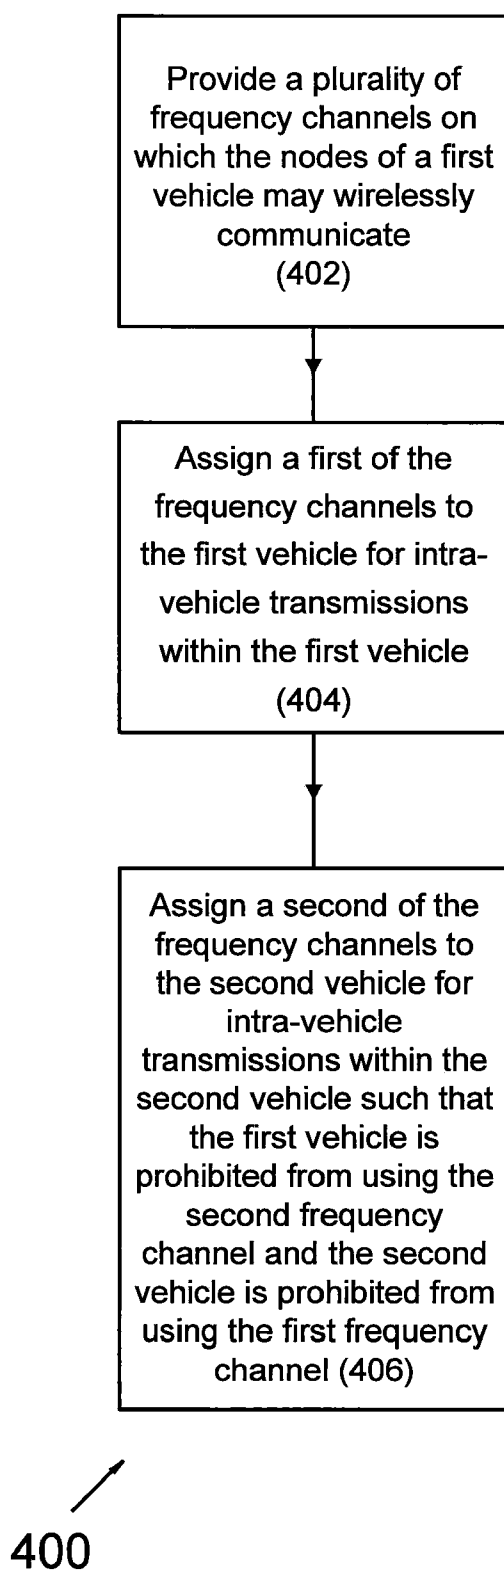 Provide a plurality of
frequency channels on
which the nodes of a first
vehicle may wirelessly
communicate
(402)
Assign a first of the
frequency channels to
the first vehicle for intra-
vehicle transmissions
within the first vehicle
(404)
Assign a second of the
frequency channels to
the second vehicle for
intra-vehicle
transmissions within the
second vehicle such that
the first vehicle is
prohibited from using the
second frequency
channel and the second
vehicle is prohibited from
using the first frequency
channel (406)
400